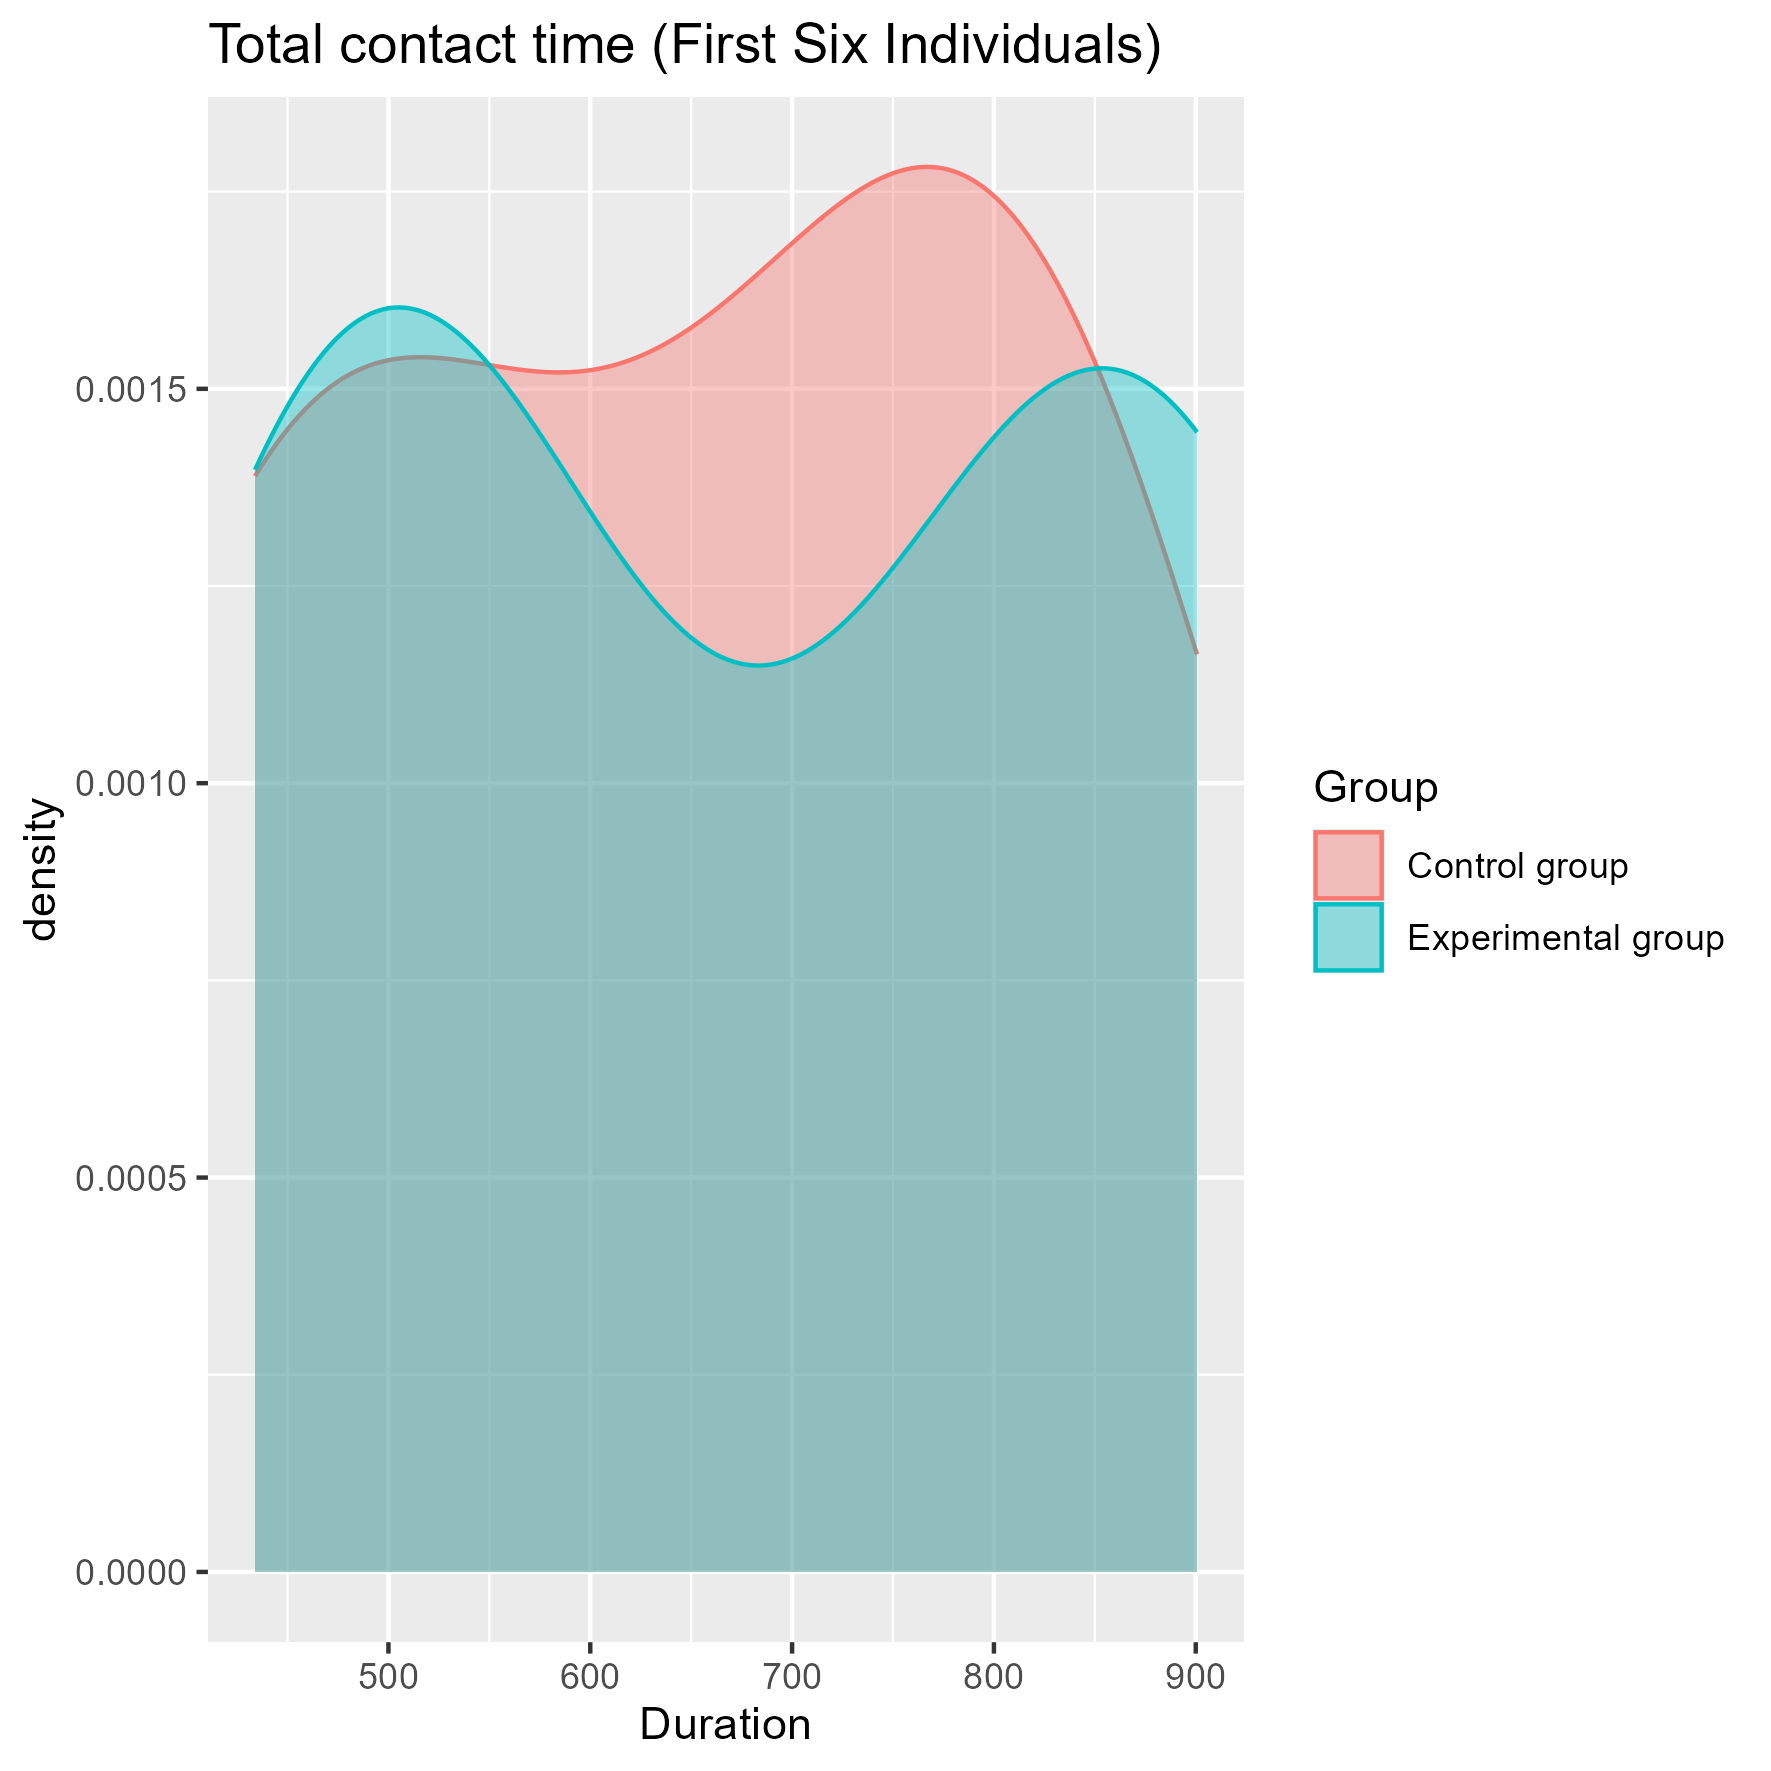 Total contact time (First Six Individuals)
0.0015
0.0010
0.0005
0.0000
density
500 600 700 800 900
Duration
Group
Control group
Experimental group